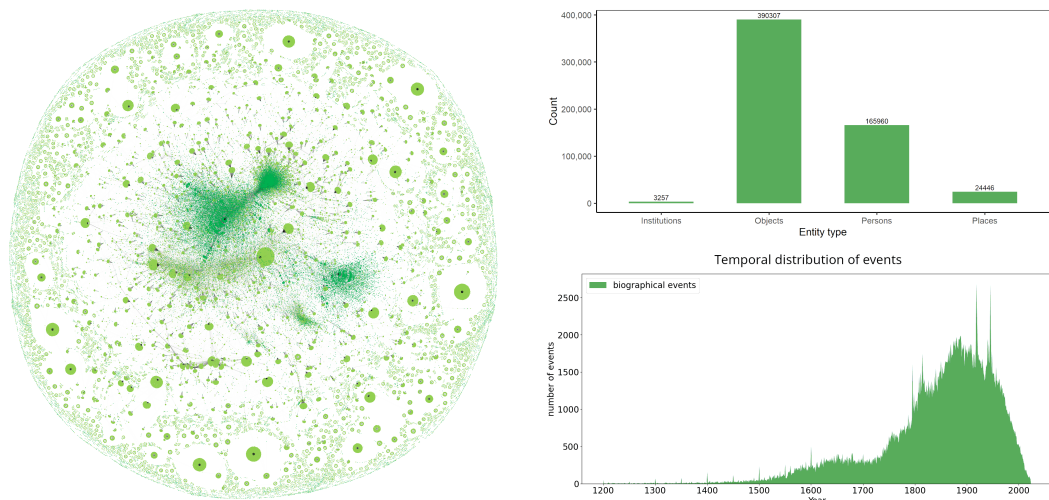 400,000
300,000
200,000
100,000
0
Count
3257
390307
165960
24446
Institutions
Objects
Persons
Places
Entity type
Temporal distribution of events
biographical events
number of events
2500
2000
1500
1000
500
0
1200
1300
1400
1500
1600
1700
1800
1900
2000
Year